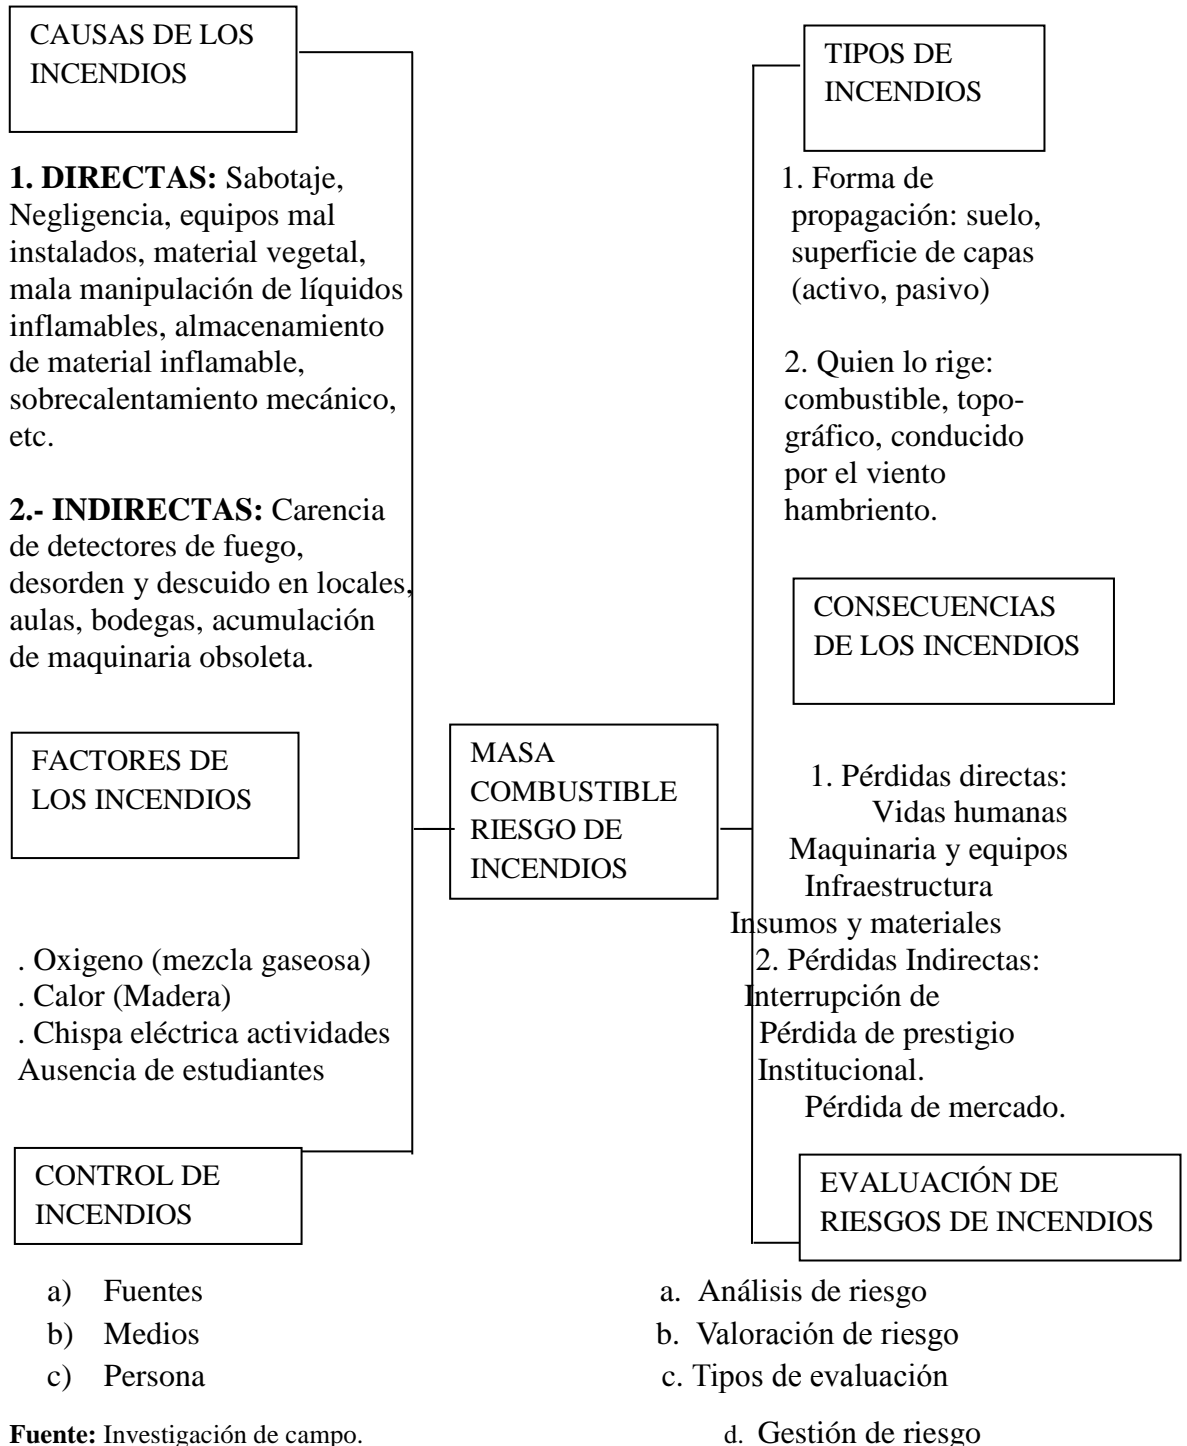 CAUSAS DE LOS
INCENDIOS
1. DIRECTAS: Sabotaje,
Negligencia, equipos mal
instalados, material vegetal,
mala manipulación de líquidos
inflamables, almacenamiento
de material inflamable,
sobrecalentamiento mecánico,
etc.
2.- INDIRECTAS: Carencia
de detectores de fuego,
desorden y descuido en locales,
aulas, bodegas, acumulación
de maquinaria obsoleta.
FACTORES DE
LOS INCENDIOS
. Oxigeno (mezcla gaseosa)
. Calor (Madera)
. Chispa eléctrica actividades
Ausencia de estudiantes
CONTROL DE
INCENDIOS
a) Fuentes
b) Medios
c) Persona
Fuente: Investigación de campo.
MASA
COMBUSTIBLE
RIESGO DE
INCENDIOS
TIPOS DE
INCENDIOS
1. Forma de
propagación: suelo,
superficie de capas
(activo, pasivo)
2. Quien lo rige:
combustible, topo-
gráfico, conducido
por el viento
hambriento.
CONSECUENCIAS
DE LOS INCENDIOS
1. Pérdidas directas:
Vidas humanas
Maquinaria y equipos
Infraestructura
Insumos y materiales
2. Pérdidas Indirectas:
Interrupción de
Pérdida de prestigio
Institucional.
Pérdida de mercado.
EVALUACIÓN DE
RIESGOS DE INCENDIOS
a. Análisis de riesgo
b. Valoración de riesgo
c. Tipos de evaluación
d. Gestión de riesgo